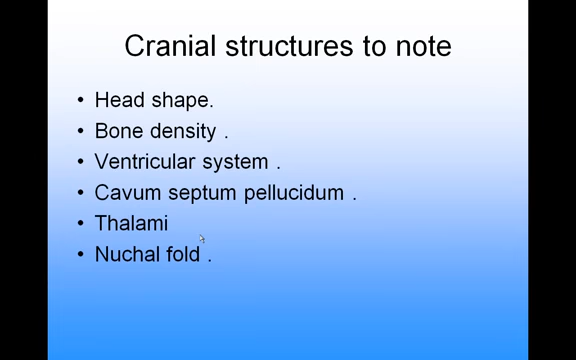 Cranial structures to note
• Head shape.
• Bone density .
• Ventricular system .
• Cavum septum pellucidum .
• Thalami
• Nuchal fold .